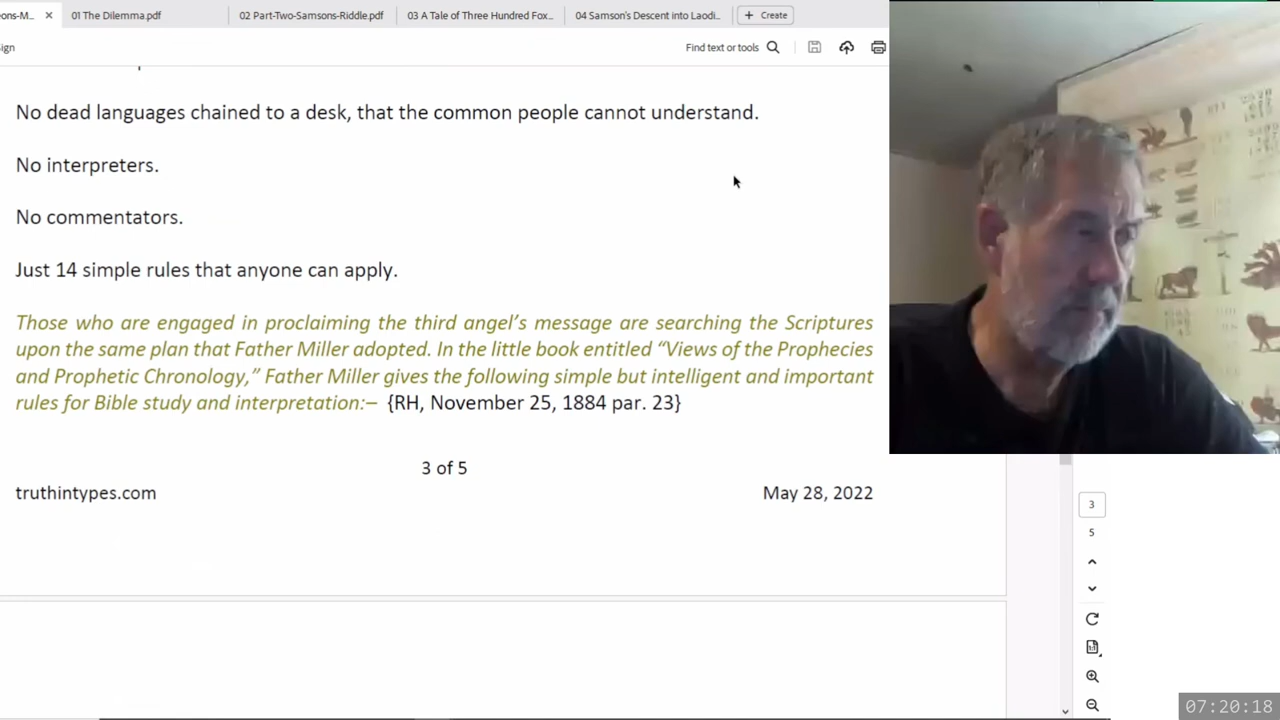 ons-M...
01 The Dilemma.pdf
02 Part-Two-Samsons-Riddle.pdf
03 A Tale of Three Hundred Fox...
04 Samson's Descent into Laodi...
+ Create
ign
Find text or tools
No dead languages chained to a desk, that the common people cannot understand.
No interpreters.
No commentators.
Just 14 simple rules that anyone can apply.
Those who are engaged in proclaiming the third angel's message are searching the Scriptures
upon the same plan that Father Miller adopted. In the little book entitled “Views of the Prophecies
and Prophetic Chronology,” Father Miller gives the following simple but intelligent and important
rules for Bible study and interpretation:– {RH, November 25, 1884 par. 23}
3 of 5
truthintypes.com
May 28, 2022
3
5
07:20:18